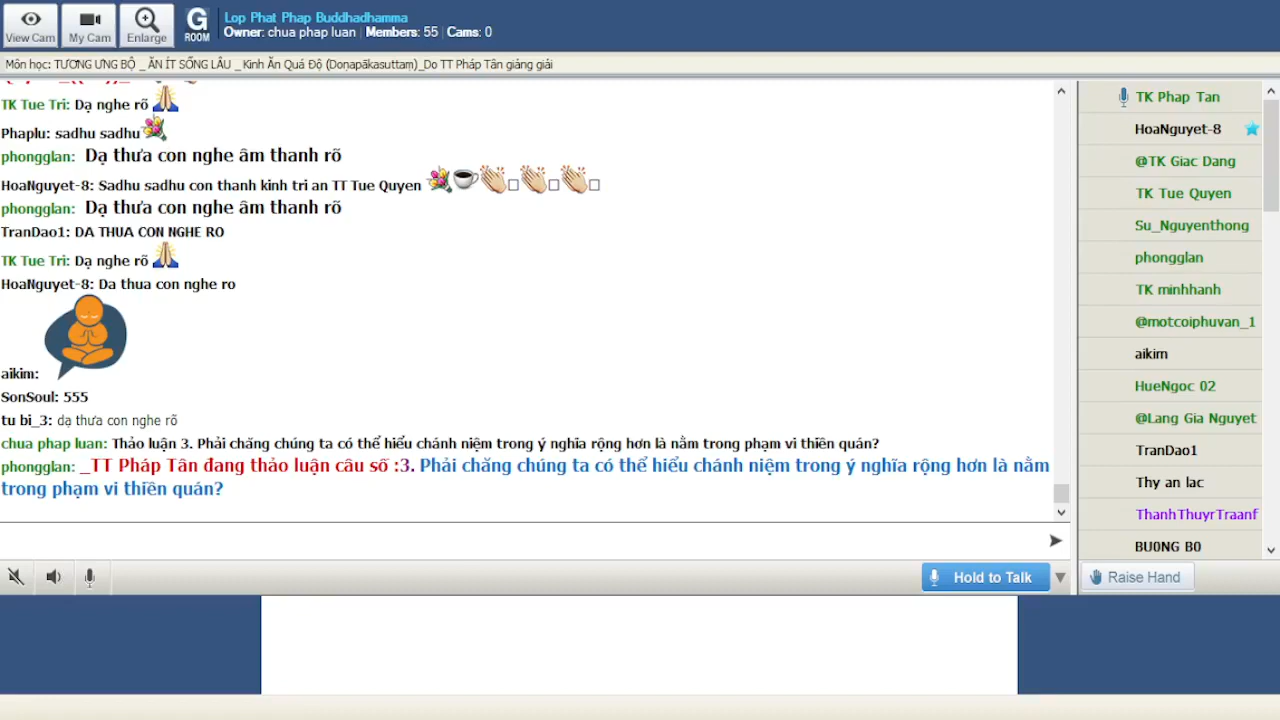 View Cam
My Cam
Enlarge
G
ROOM
Lop Phat Phap Buddhadhamma
Owner: chua phap luan | Members: 55 | Cams: 0
Môn học: TƯƠNG ƯNG BỘ _ ĂN ÍT SỐNG LÂU _ Kinh Ăn Quá Độ (Doṇapākasuttaṃ)_Do TT Pháp Tân giảng giải
TK Tue Tri: Dạ nghe rõ
Phaplu: sadhu sadhu
phongglan: Dạ thưa con nghe âm thanh rõ
HoaNguyet-8: Sadhu sadhu con thanh kinh tri an TT Tue Quyen
phongglan: Dạ thưa con nghe âm thanh rõ
TranDao1: DA THUA CON NGHE RO
TK Tue Tri: Dạ nghe rõ
HoaNguyet-8: Da thua con nghe ro
aikim:
SonSoul: 555
tu bi_3: dạ thưa con nghe rõ
chua phap luan: Thảo luận 3. Phải chăng chúng ta có thể hiểu chánh niệm trong ý nghĩa rộng hơn là nằm trong phạm vi thiền quán?
phongglan: _TT Pháp Tân đang thảo luận câu số :3. Phải chăng chúng ta có thể hiểu chánh niệm trong ý nghĩa rộng hơn là nằm
trong phạm vi thiền quán?
Hold to Talk
TK Phap Tan
HoaNguyet-8
@TK Giac Dang
TK Tue Quyen
Su_Nguyenthong
phongglan
TK minhhanh
@motcoiphuvan_1
aikim
HueNgoc 02
@Lang Gia Nguyet
TranDao1
Thy an lac
ThanhThuyrTraanf
BU0NG B0
Raise Hand